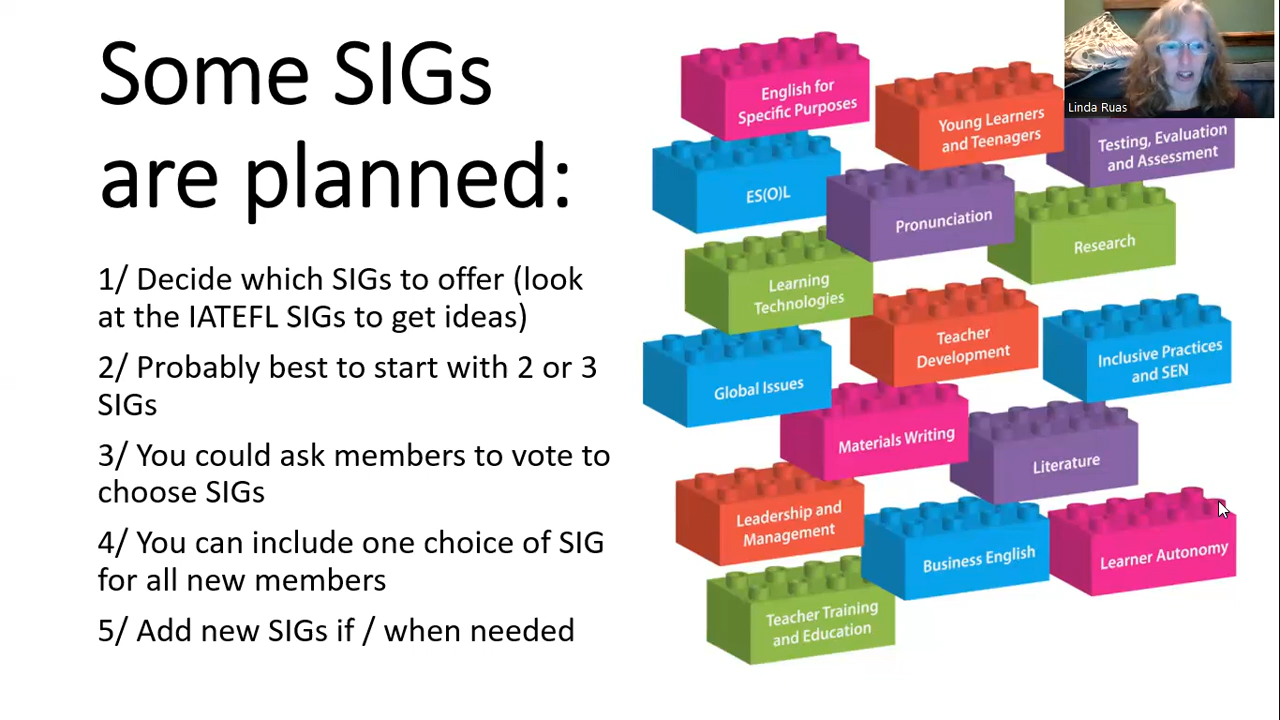 Some SIGs
are planned:
1/ Decide which SIGs to offer (look
at the IATEFL SIGs to get ideas)
2/ Probably best to start with 2 or 3
SIGs
3/ You could ask members to vote to
choose SIGs
4/ You can include one choice of SIG
for all new members
5/ Add new SIGs if / when needed
English for
Specific Purposes
Young Learners
and Teenagers
Linda Ruas
Testing, Evaluation
and Assessment
ES(O)L
Pronunciation
Research
Learning
Technologies
Teacher
Development
Inclusive Practices
and SEN
Global Issues
Materials Writing
Literature
Leadership and
Management
Business English
Learner Autonomy
Teacher Training
and Education